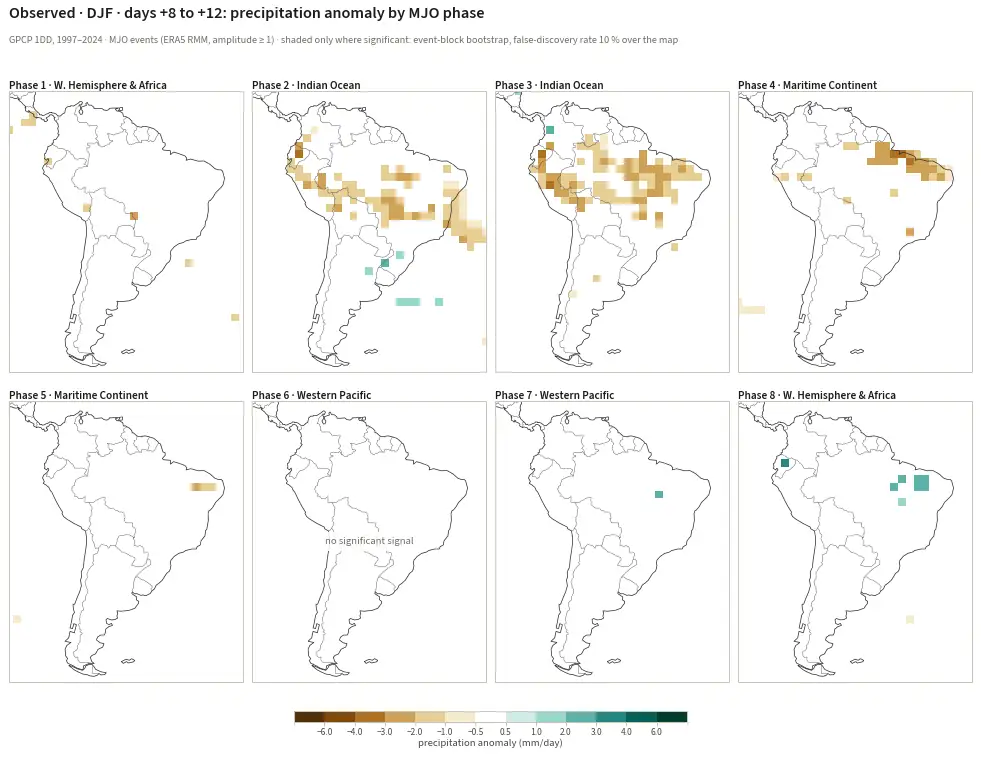 Observed · DJF · days +8 to +12: precipitation anomaly by MJO phase
GPCP 1DD, 1997–2024 · MJO events (ERA5 RMM, amplitude ≥ 1) · shaded only where significant: event-block bootstrap, false-discovery rate 10 % over the map
Phase 1 · W. Hemisphere & Africa
Phase 2 · Indian Ocean
Phase 3 · Indian Ocean
Phase 4 · Maritime Continent
Phase 5 · Maritime Continent
Phase 6 · Western Pacific
Phase 7 · Western Pacific
Phase 8 · W. Hemisphere & Africa
no significant signal
−6.0 −4.0 −3.0 −2.0 −1.0 −0.5 0.5 1.0 2.0 3.0 4.0 6.0
precipitation anomaly (mm/day)